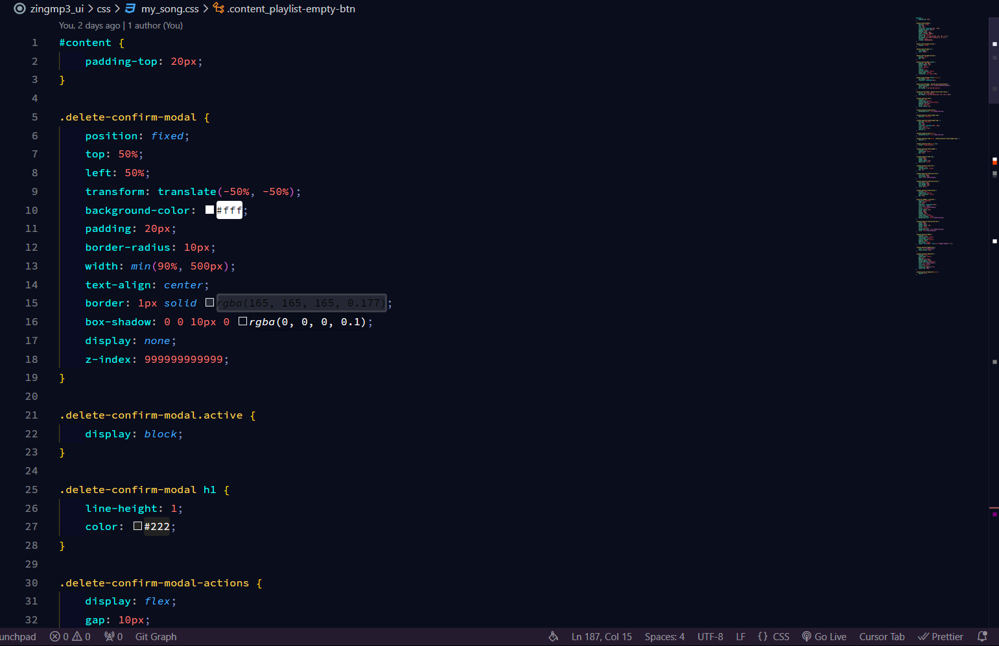 zingmp3_ui > css > my_song.css > .content_playlist-empty-btn
You, 2 days ago | 1 author (You)
1 #content {
2 padding-top: 20px;
3 }
4
5 .delete-confirm-modal {
6 position: fixed;
7 top: 50%;
8 left: 50%;
9 transform: translate(-50%, -50%);
10 background-color: #fff;
11 padding: 20px;
12 border-radius: 10px;
13 width: min(90%, 500px);
14 text-align: center;
15 border: 1px solid rgba(165, 165, 165, 0.177);
16 box-shadow: 0 0 10px 0 rgba(0, 0, 0, 0.1);
17 display: none;
18 z-index: 999999999999;
19 }
20
21 .delete-confirm-modal.active {
22 display: block;
23 }
24
25 .delete-confirm-modal h1 {
26 line-height: 1;
27 color: #222;
28 }
29
30 .delete-confirm-modal-actions {
31 display: flex;
32 gap: 10px;
unchpad 0 0 0 Git Graph Ln 187, Col 15 Spaces: 4 UTF-8 LF {} CSS Go Live Cursor Tab Prettier